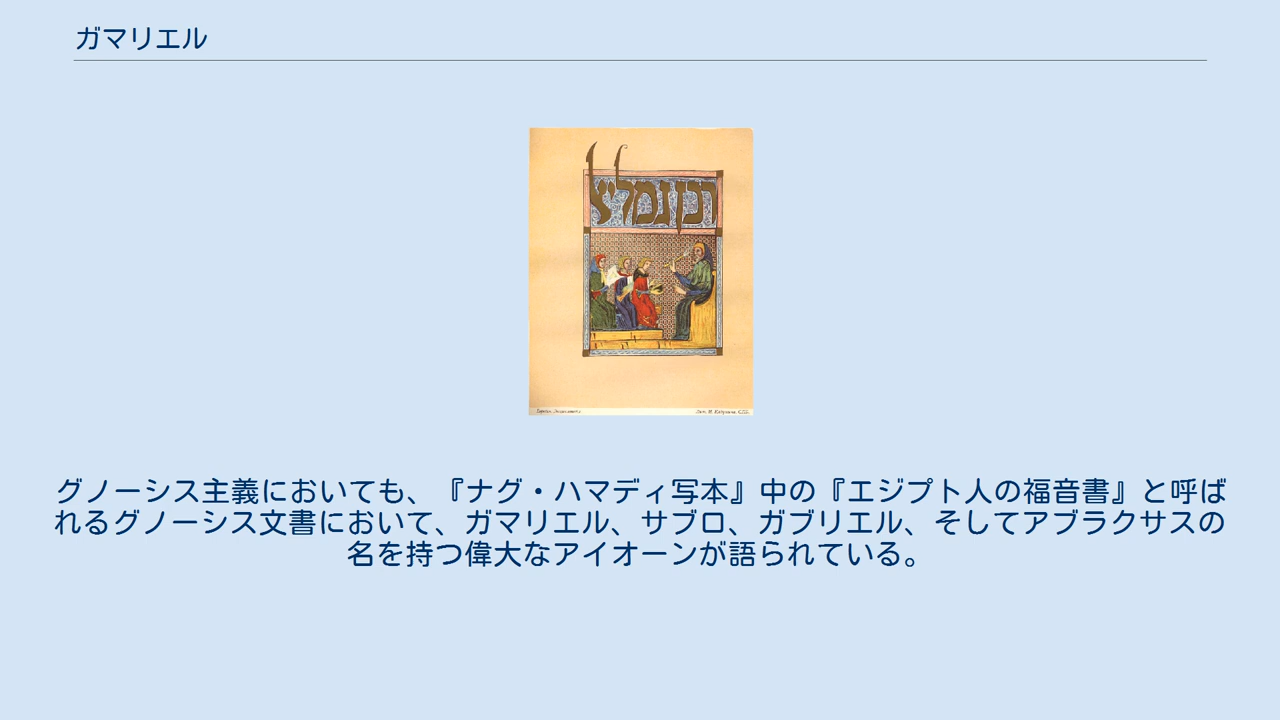 ガマリエル
רבן גמליאל
グノーシス主義においても、『ナグ・ハマディ写本』中の『エジプト人の福音書』と呼ば
れるグノーシス文書において、ガマリエル、サブロ、ガブリエル、そしてアブラクサスの
名を持つ偉大なアイオーンが語られている。